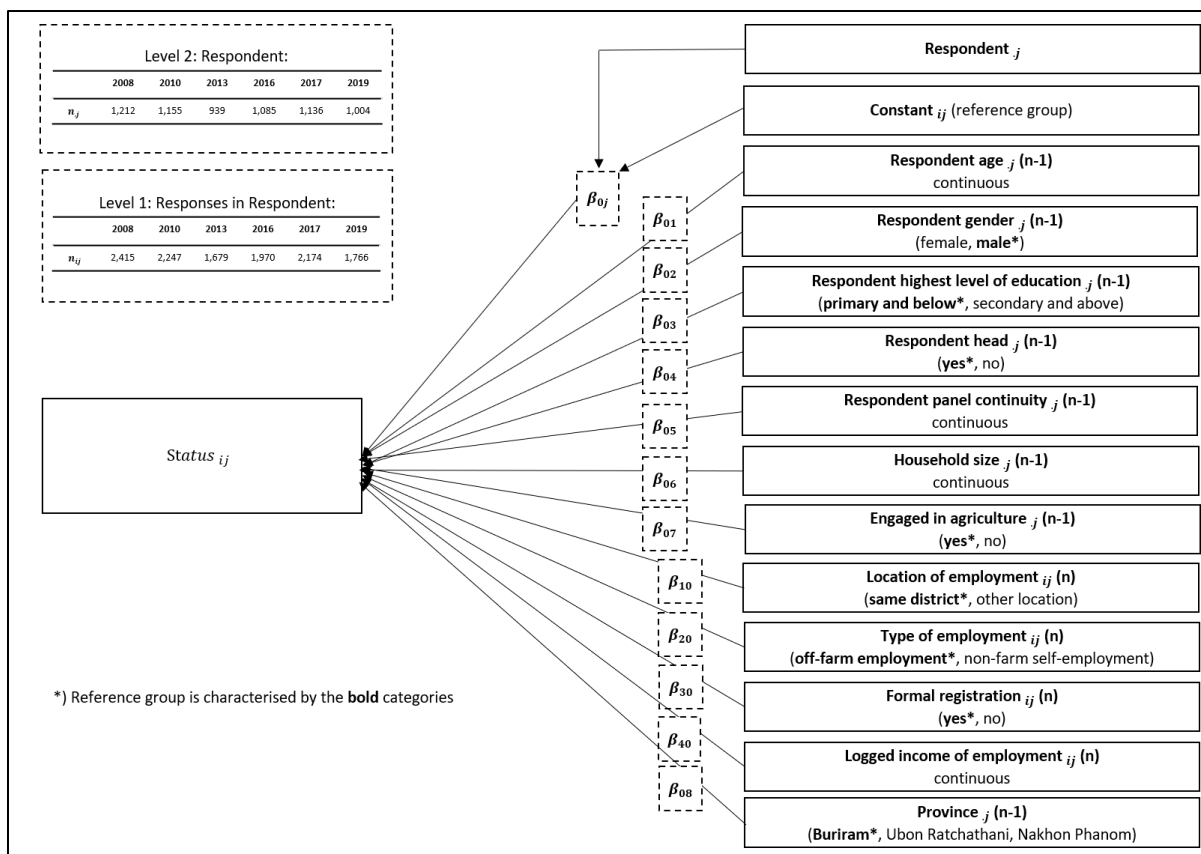 Level 2: Respondent:
2008 2010 2013 2016 2017 2019
n.j 1,212 1,155 939 1,085 1,136 1,004
Level 1: Responses in Respondent:
2008 2010 2013 2016 2017 2019
nij 2,415 2,247 1,679 1,970 2,174 1,766
Status ij
*) Reference group is characterised by the bold categories
β0j
β01
β02
β03
β04
β05
β06
β07
β10
β20
β30
β40
β08
Respondent .j
Constant ij (reference group)
Respondent age .j (n-1)
continuous
Respondent gender .j (n-1)
(female, male*)
Respondent highest level of education .j (n-1)
(primary and below*, secondary and above)
Respondent head .j (n-1)
(yes*, no)
Respondent panel continuity .j (n-1)
continuous
Household size .j (n-1)
continuous
Engaged in agriculture .j (n-1)
(yes*, no)
Location of employment ij (n)
(same district*, other location)
Type of employment ij (n)
(off-farm employment*, non-farm self-employment)
Formal registration ij (n)
(yes*, no)
Logged income of employment ij (n)
continuous
Province .j (n-1)
(Buriram*, Ubon Ratchathani, Nakhon Phanom)